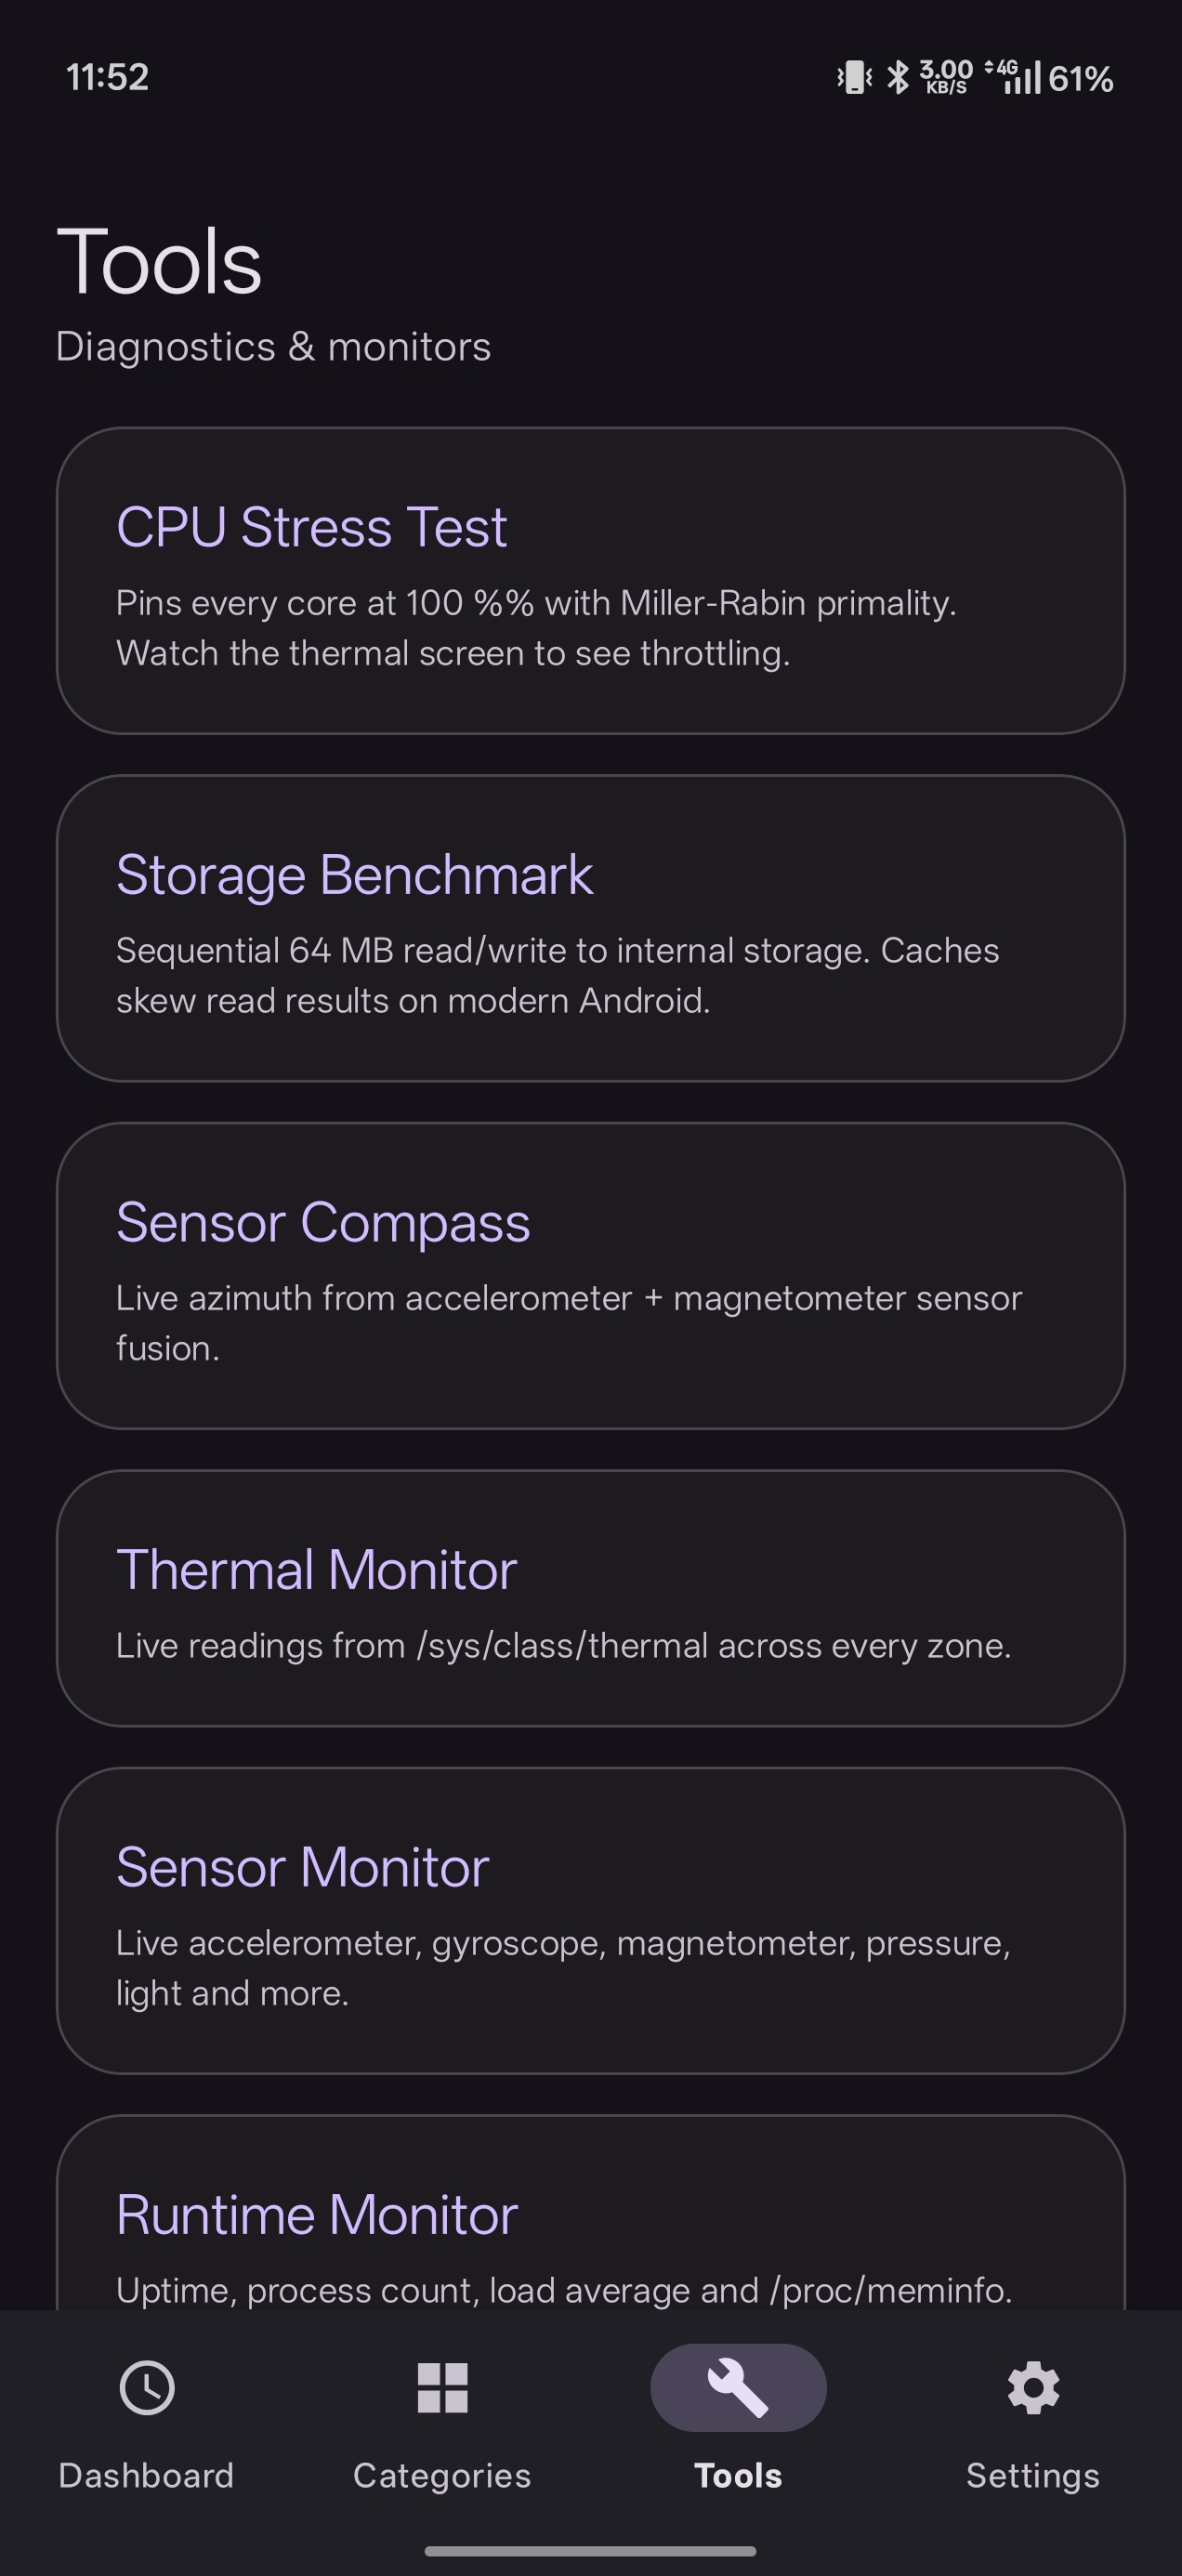 11:52
3.00 KB/S 4G 61%
Tools
Diagnostics & monitors
CPU Stress Test
Pins every core at 100 %% with Miller-Rabin primality.
Watch the thermal screen to see throttling.
Storage Benchmark
Sequential 64 MB read/write to internal storage. Caches
skew read results on modern Android.
Sensor Compass
Live azimuth from accelerometer + magnetometer sensor
fusion.
Thermal Monitor
Live readings from /sys/class/thermal across every zone.
Sensor Monitor
Live accelerometer, gyroscope, magnetometer, pressure,
light and more.
Runtime Monitor
Uptime, process count, load average and /proc/meminfo.
Dashboard
Categories
Tools
Settings